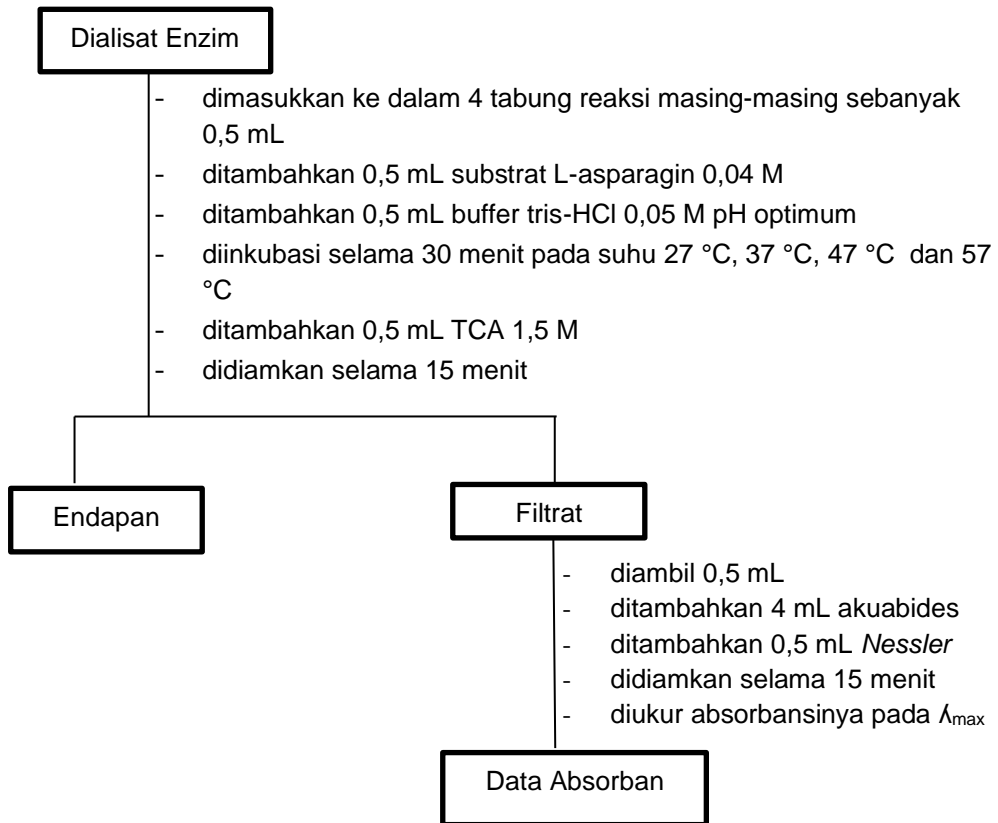 Dialisat Enzim
- dimasukkan ke dalam 4 tabung reaksi masing-masing sebanyak
0,5 mL
- ditambahkan 0,5 mL substrat L-asparagin 0,04 M
- ditambahkan 0,5 mL buffer tris-HCl 0,05 M pH optimum
- diinkubasi selama 30 menit pada suhu 27 °C, 37 °C, 47 °C dan 57
°C
- ditambahkan 0,5 mL TCA 1,5 M
- didiamkan selama 15 menit
Endapan
Filtrat
- diambil 0,5 mL
- ditambahkan 4 mL akuabides
- ditambahkan 0,5 mL Nessler
- didiamkan selama 15 menit
- diukur absorbansinya pada ʎmax
Data Absorban